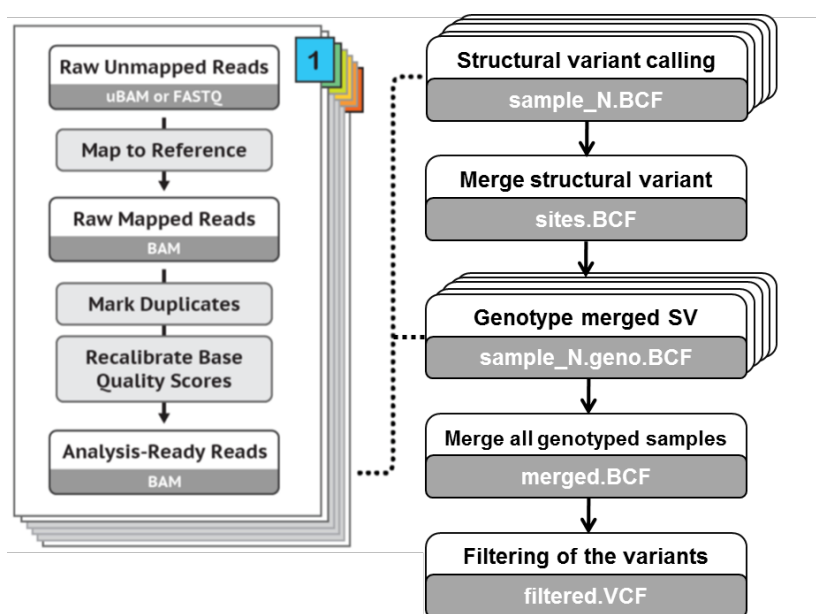 1
Raw Unmapped Reads
uBAM or FASTQ
Map to Reference
Raw Mapped Reads
BAM
Mark Duplicates
Recalibrate Base
Quality Scores
Analysis-Ready Reads
BAM
Structural variant calling
sample_N.BCF
Merge structural variant
sites.BCF
Genotype merged SV
sample_N.geno.BCF
Merge all genotyped samples
merged.BCF
Filtering of the variants
filtered.VCF